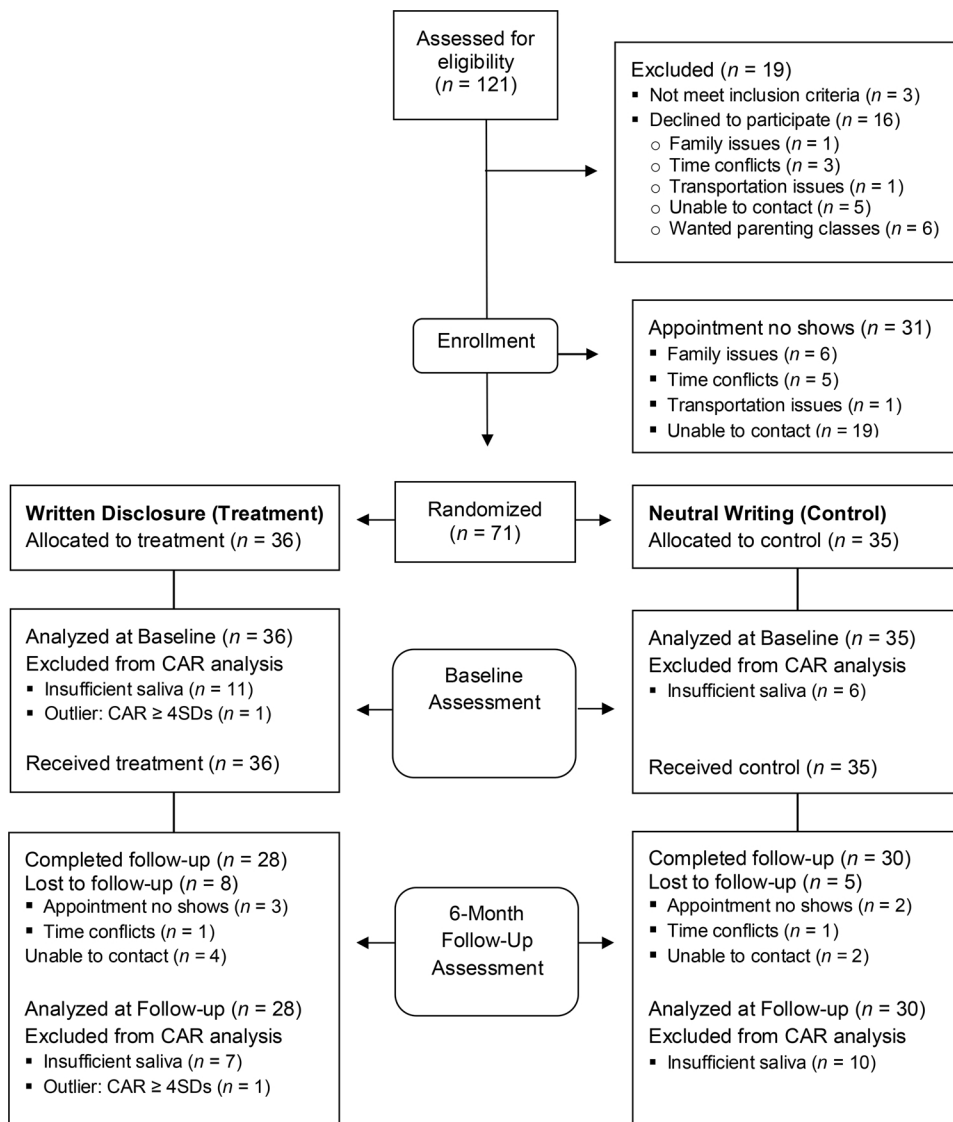 Assessed for
eligibility
(n = 121)
Excluded (n = 19)
▪ Not meet inclusion criteria (n = 3)
▪ Declined to participate (n = 16)
○ Family issues (n = 1)
○ Time conflicts (n = 3)
○ Transportation issues (n = 1)
○ Unable to contact (n = 5)
○ Wanted parenting classes (n = 6)
Enrollment
Appointment no shows (n = 31)
▪ Family issues (n = 6)
▪ Time conflicts (n = 5)
▪ Transportation issues (n = 1)
▪ Unable to contact (n = 19)
Randomized
(n = 71)
Written Disclosure (Treatment)
Allocated to treatment (n = 36)
Neutral Writing (Control)
Allocated to control (n = 35)
Analyzed at Baseline (n = 36)
Excluded from CAR analysis
▪ Insufficient saliva (n = 11)
▪ Outlier: CAR ≥ 4SDs (n = 1)
Received treatment (n = 36)
Baseline
Assessment
Analyzed at Baseline (n = 35)
Excluded from CAR analysis
▪ Insufficient saliva (n = 6)
Received control (n = 35)
Completed follow-up (n = 28)
Lost to follow-up (n = 8)
▪ Appointment no shows (n = 3)
▪ Time conflicts (n = 1)
Unable to contact (n = 4)
Analyzed at Follow-up (n = 28)
Excluded from CAR analysis
▪ Insufficient saliva (n = 7)
▪ Outlier: CAR ≥ 4SDs (n = 1)
6-Month
Follow-Up
Assessment
Completed follow-up (n = 30)
Lost to follow-up (n = 5)
▪ Appointment no shows (n = 2)
▪ Time conflicts (n = 1)
▪ Unable to contact (n = 2)
Analyzed at Follow-up (n = 30)
Excluded from CAR analysis
▪ Insufficient saliva (n = 10)